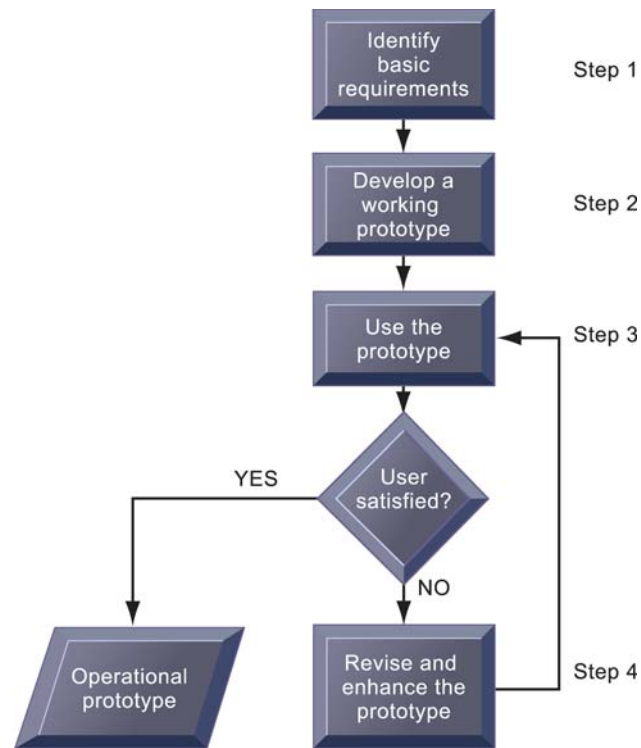 Identify
basic
requirements
Step 1
Develop a
working
prototype
Step 2
Use the
prototype
Step 3
User
satisfied?
YES
NO
Operational
prototype
Revise and
enhance the
prototype
Step 4